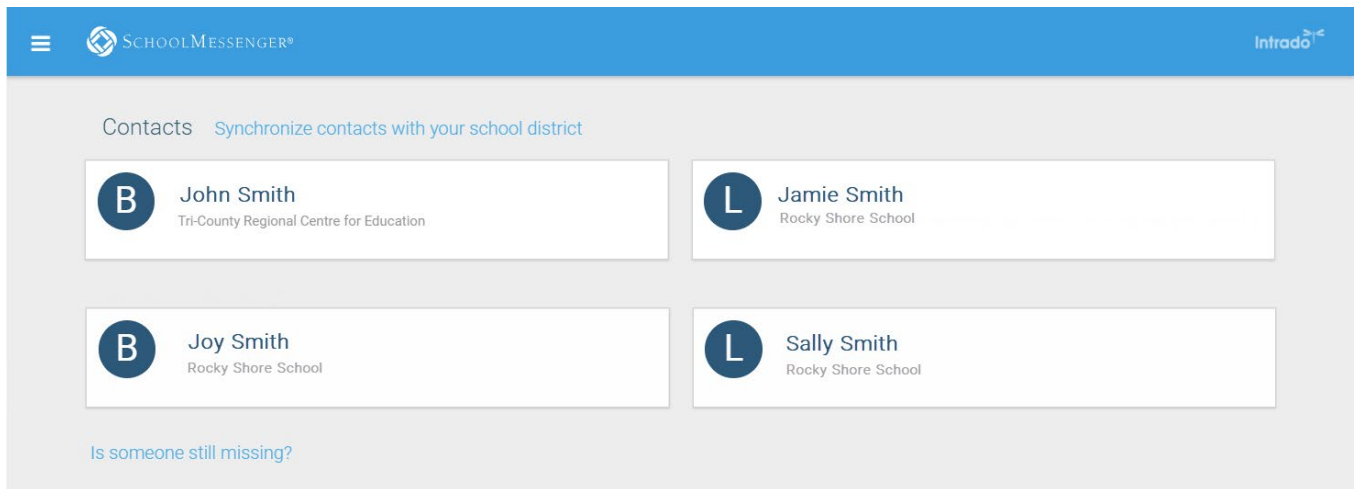 SCHOOLMESSENGER®
Intrado
Contacts Synchronize contacts with your school district
B John Smith
Tri-County Regional Centre for Education
L Jamie Smith
Rocky Shore School
B Joy Smith
Rocky Shore School
L Sally Smith
Rocky Shore School
Is someone still missing?